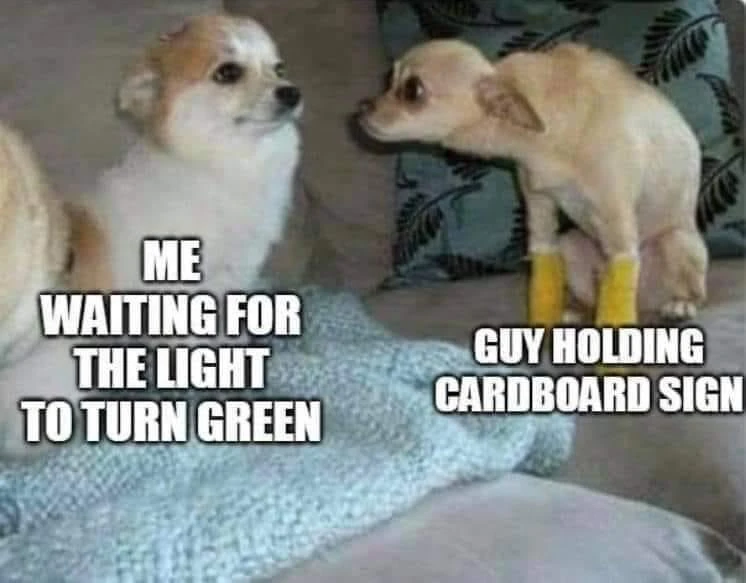 ME
WAITING FOR
THE LIGHT
TO TURN GREEN
GUY HOLDING
CARDBOARD SIGN